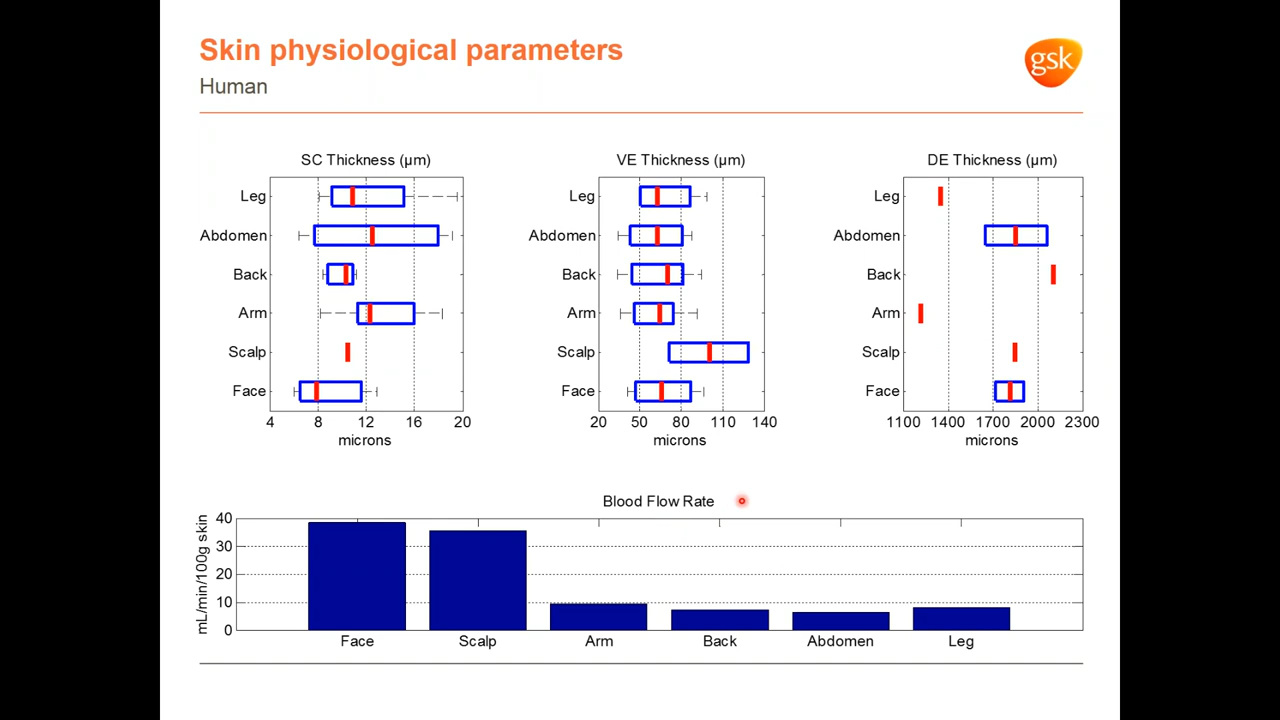 Skin physiological parameters
Human
gsk
SC Thickness (µm)
Leg
Abdomen
Back
Arm
Scalp
Face
4 8 12 16 20
microns
VE Thickness (µm)
Leg
Abdomen
Back
Arm
Scalp
Face
20 50 80 110 140
microns
DE Thickness (µm)
Leg
Abdomen
Back
Arm
Scalp
Face
1100 1400 1700 2000 2300
microns
Blood Flow Rate
mL/min/100g skin
40
30
20
10
0
Face Scalp Arm Back Abdomen Leg